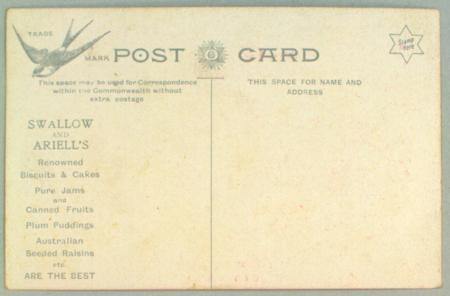 TRADE
MARK
POST CARD
Stamp
Here
This space may be used for Correspondence
within the Commonwealth without
extra postage
THIS SPACE FOR NAME AND
ADDRESS
SWALLOW
AND
ARIELL'S
Renowned
Biscuits & Cakes
Pure Jams
and
Canned Fruits
Plum Puddings
Australian
Seeded Raisins
etc.
ARE THE BEST